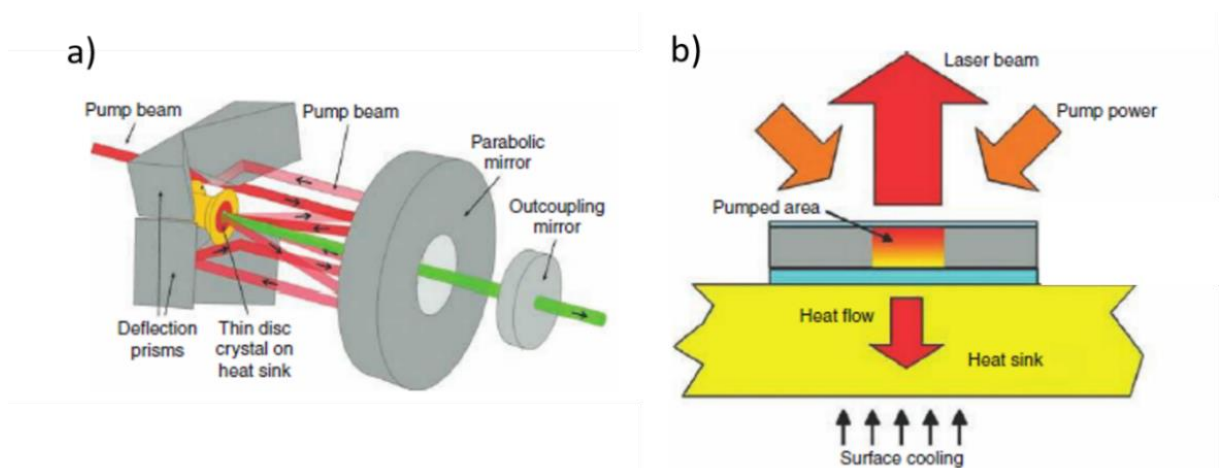 a)
Pump beam
Pump beam
Parabolic
mirror
Outcoupling
mirror
Deflection
prisms
Thin disc
crystal on
heat sink
b)
Laser beam
Pump power
Pumped area
Heat flow
Heat sink
Surface cooling